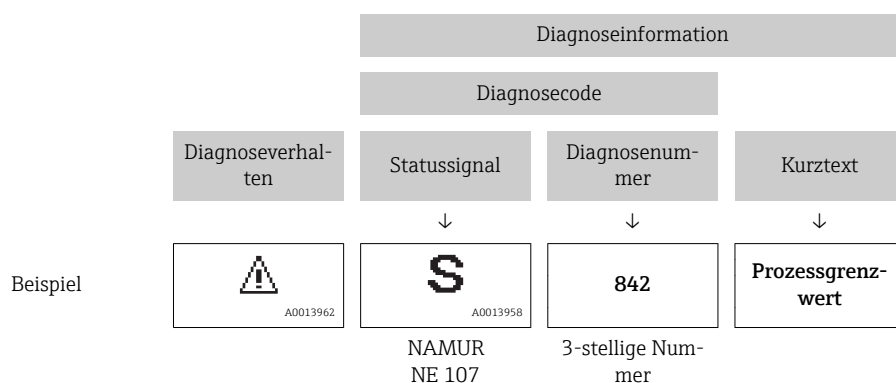 Diagnoseinformation
Diagnosecode
Diagnoseverhal-
ten
Statussignal
Diagnosenum-
mer
Kurztext
↓ ↓ ↓
Beispiel
A0013962
S
A0013958
842
Prozessgrenz-
wert
NAMUR
NE 107
3-stellige Num-
mer